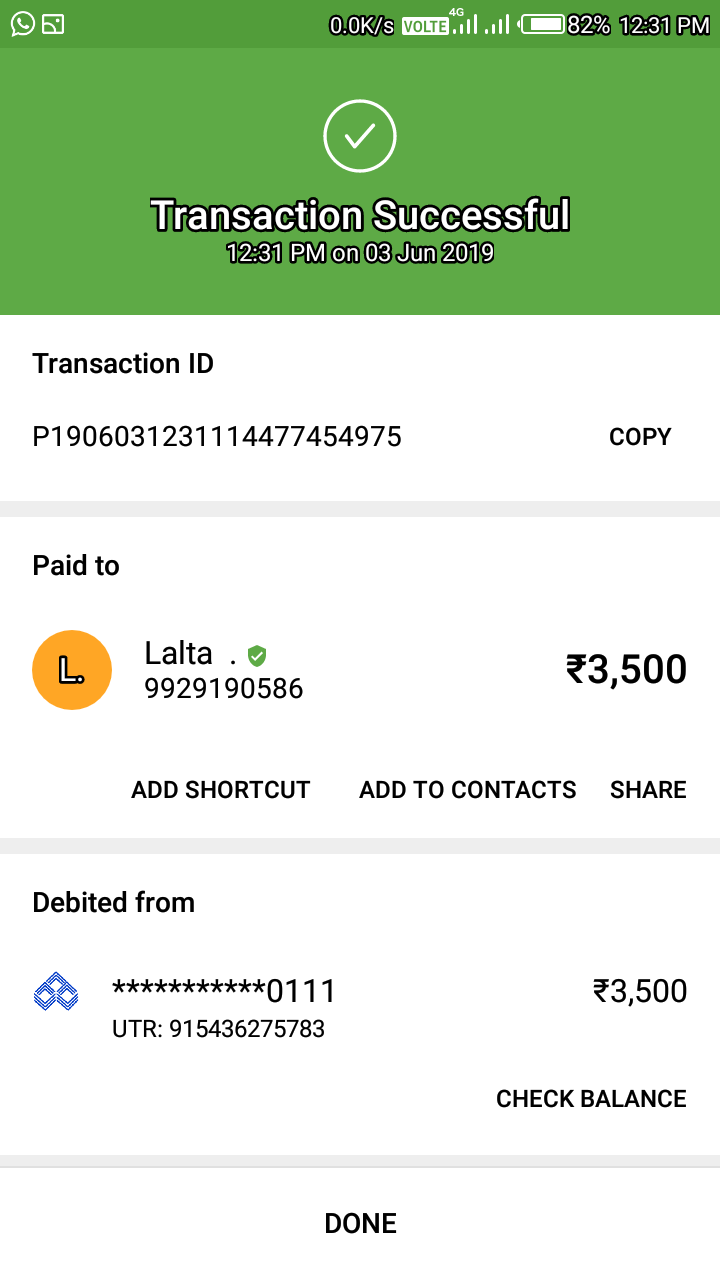 0.0K/s VOLTE 4G 82% 12:31 PM
Transaction Successful
12:31 PM on 03 Jun 2019
Transaction ID
P1906031231114477454975 COPY
Paid to
L. Lalta . ₹3,500
9929190586
ADD SHORTCUT ADD TO CONTACTS SHARE
Debited from
***********0111 ₹3,500
UTR: 915436275783
CHECK BALANCE
DONE